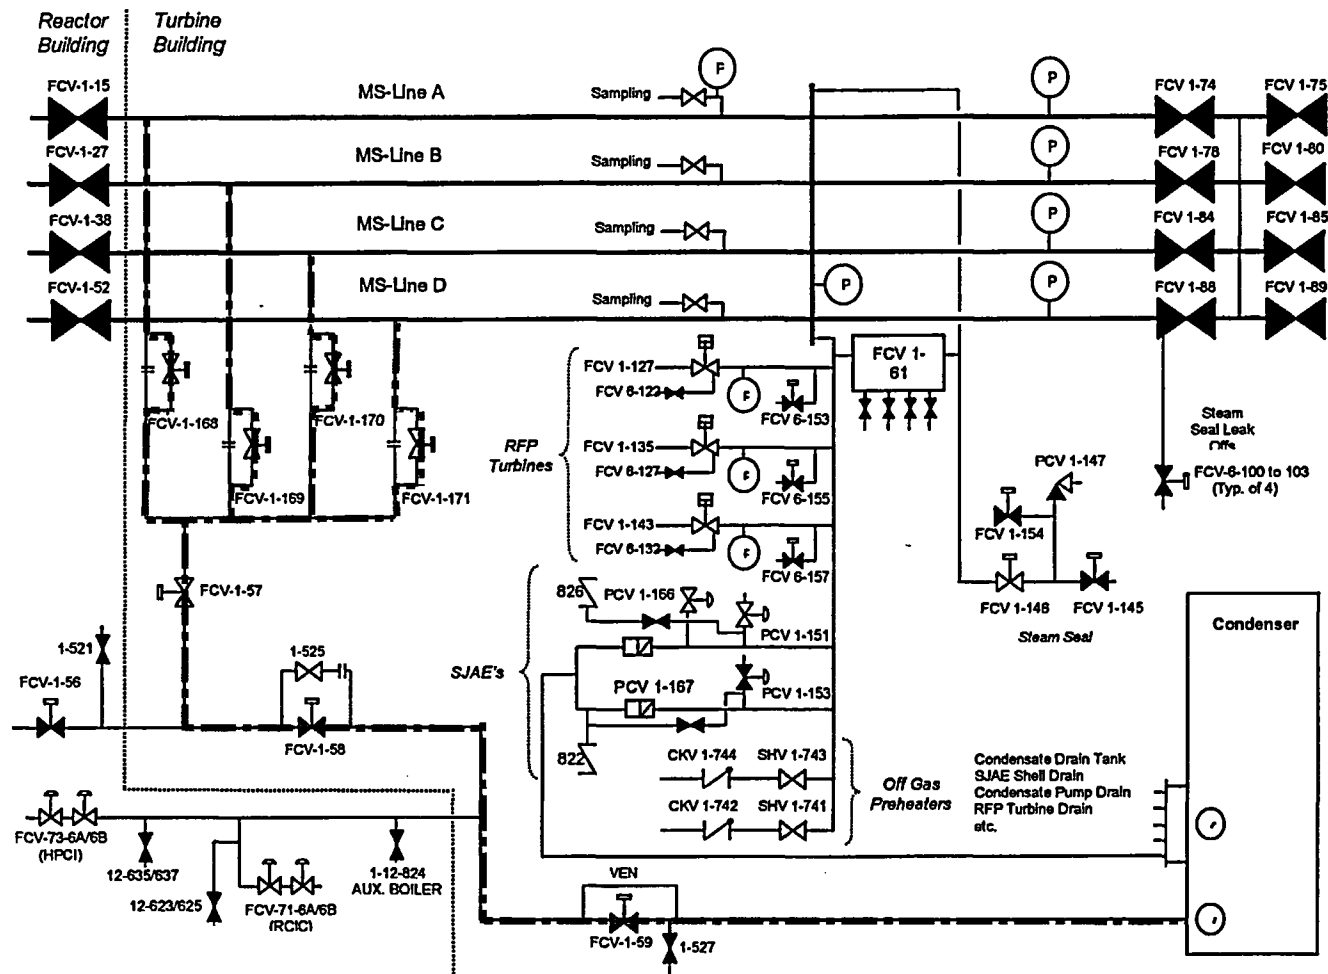 Reactor
Building
Turbine
Building
FCV-1-15
MS-Line A
Sampling
F
P
FCV 1-74
FCV 1-75
FCV-1-27
MS-Line B
Sampling
P
FCV 1-78
FCV 1-80
FCV-1-38
MS-Line C
Sampling
P
FCV 1-84
FCV 1-85
FCV-1-52
MS-Line D
Sampling
P
P
FCV 1-88
FCV 1-89
FCV-1-168
FCV-1-170
FCV-1-169
FCV-1-171
RFP
Turbines
FCV 1-127
FCV 6-122
F
FCV 6-153
FCV 1-135
FCV 6-127
F
FCV 6-155
FCV 1-143
FCV 6-132
F
FCV 6-157
FCV 1-
61
Steam
Seal Leak
Offs
FCV-6-100 to 103
(Typ. of 4)
PCV 1-147
FCV 1-154
FCV 1-146
FCV 1-145
Steam Seal
FCV-1-57
1-521
FCV-1-56
1-525
FCV-1-58
SJAE's
826
PCV 1-166
PCV 1-151
PCV 1-167
PCV 1-153
822
CKV 1-744
SHV 1-743
CKV 1-742
SHV 1-741
Off Gas
Preheaters
Condensate Drain Tank
SJAE Shell Drain
Condensate Pump Drain
RFP Turbine Drain
etc.
Condenser
FCV-73-6A/6B
(HPCI)
12-635/637
12-623/625
FCV-71-6A/6B
(RCIC)
1-12-824
AUX. BOILER
VEN
FCV-1-59
1-527